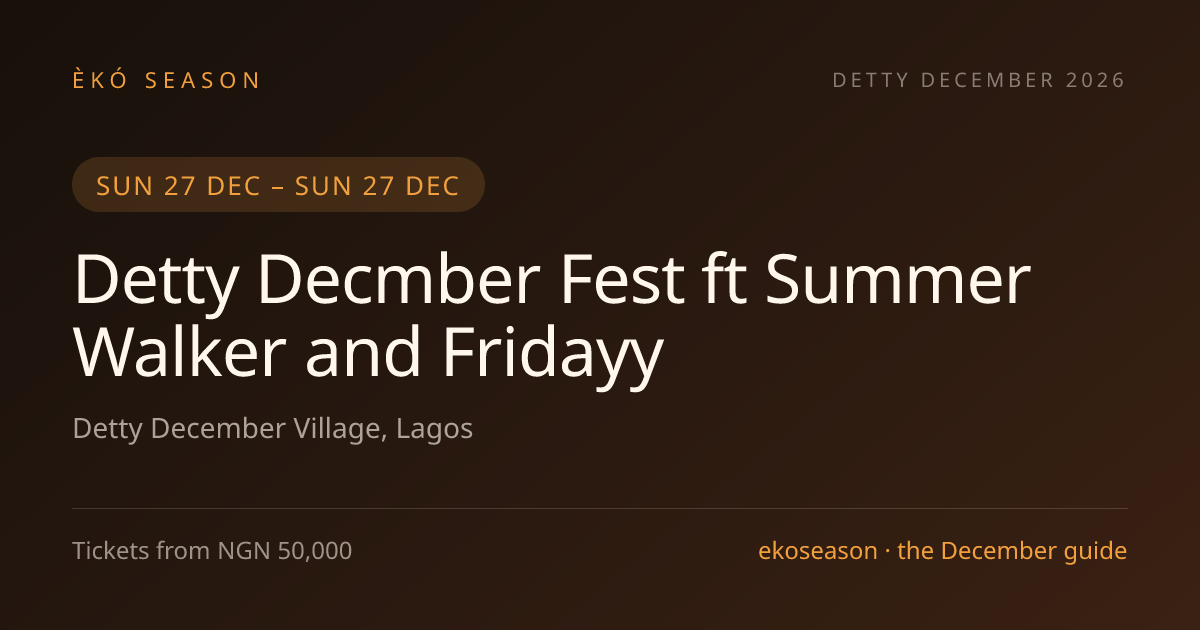 ÈKÓ SEASON
DETTY DECEMBER 2026
SUN 27 DEC – SUN 27 DEC
Detty Decmber Fest ft Summer
Walker and Fridayy
Detty December Village, Lagos
Tickets from NGN 50,000
ekoseason · the December guide